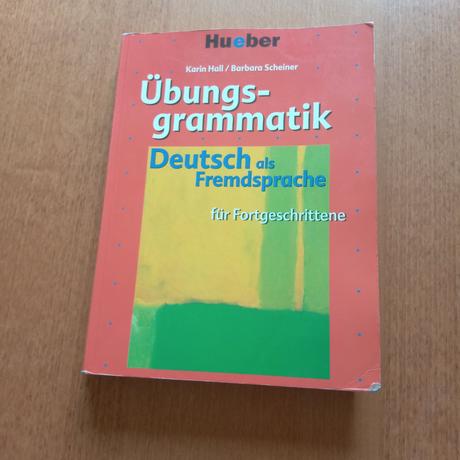 Hueber
Karin Hall / Barbara Scheiner
Übungs-
grammatik
Deutsch als
Fremdsprache
für Fortgeschrittene